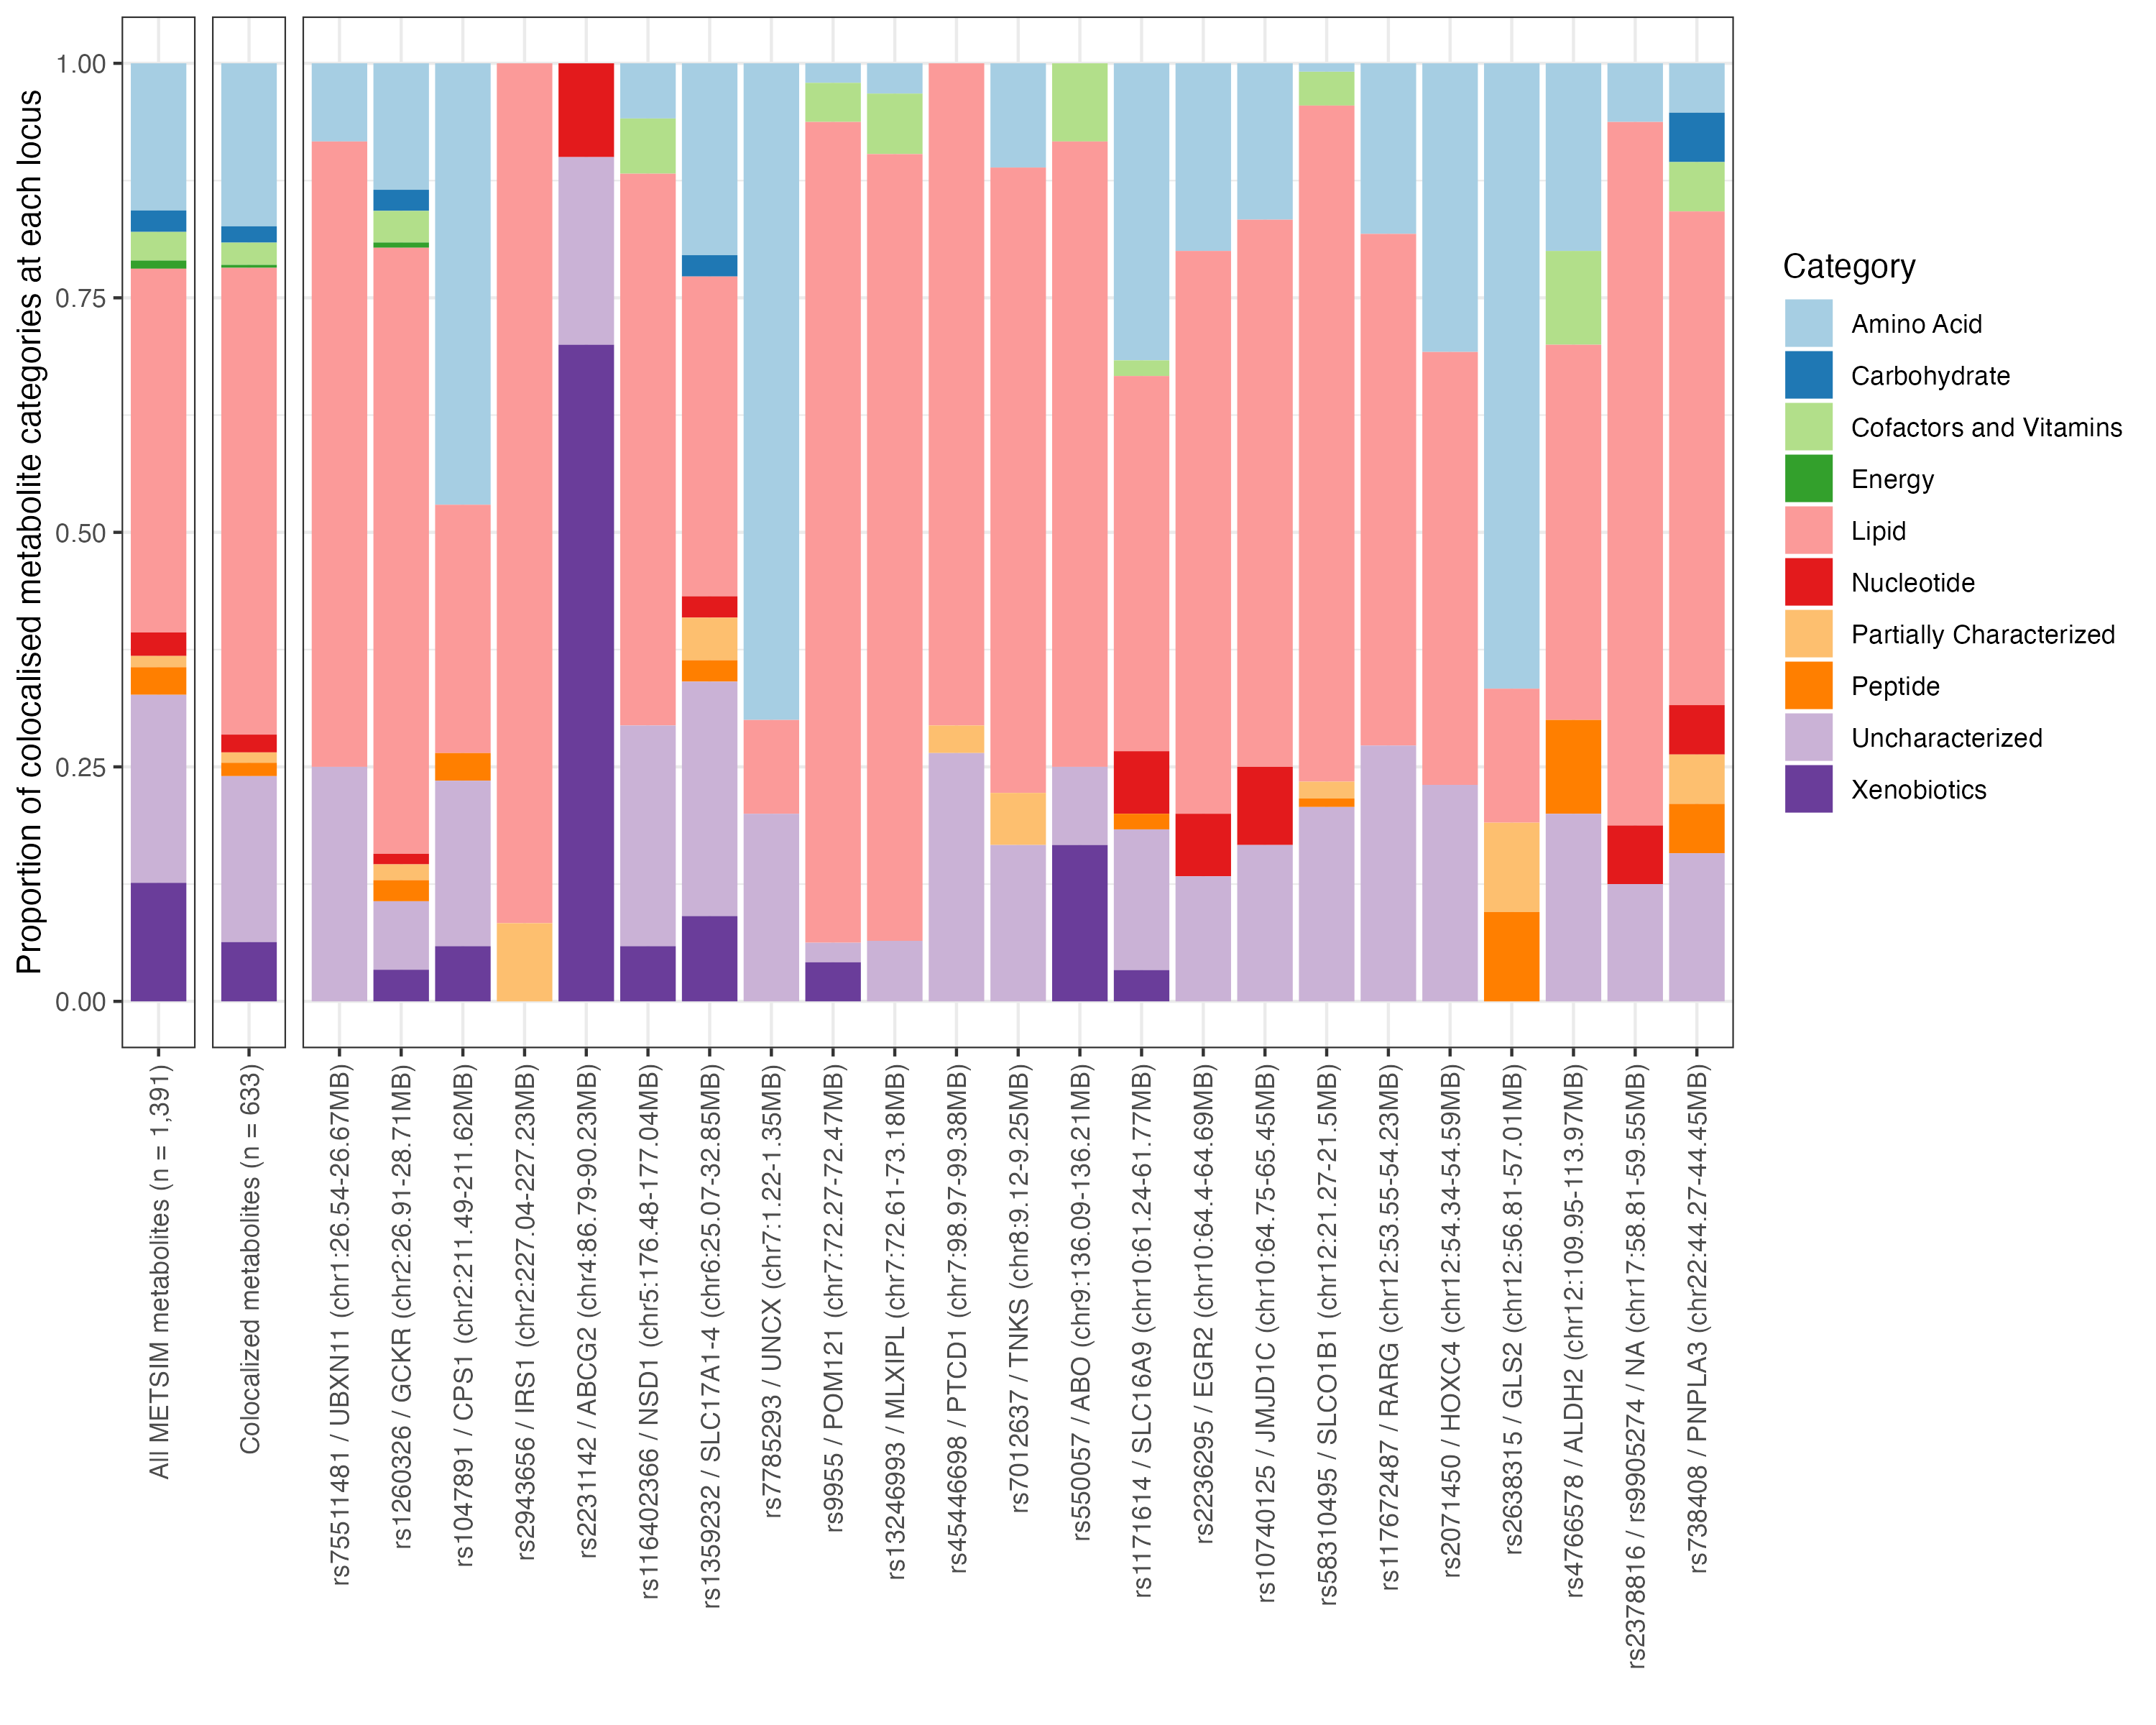 Proportion of colocalised metabolite categories at each locus
1.00
0.75
0.50
0.25
0.00
All METSIM metabolites (n = 1,391)
Colocalized metabolites (n = 633)
rs75511481 / UBXN11 (chr1:26.54-26.67MB)
rs1260326 / GCKR (chr2:26.91-28.71MB)
rs1047891 / CPS1 (chr2:211.49-211.62MB)
rs2943656 / IRS1 (chr2:227.04-227.23MB)
rs2231142 / ABCG2 (chr4:86.79-90.23MB)
rs116402366 / NSD1 (chr5:176.48-177.04MB)
rs1359232 / SLC17A1-4 (chr6:25.07-32.85MB)
rs7785293 / UNCX (chr7:1.22-1.35MB)
rs9955 / POM121 (chr7:72.27-72.47MB)
rs13246993 / MLXIPL (chr7:72.61-73.18MB)
rs45446698 / PTCD1 (chr7:98.97-99.38MB)
rs7012637 / TNKS (chr8:9.12-9.25MB)
rs550057 / ABO (chr9:136.09-136.21MB)
rs1171614 / SLC16A9 (chr10:61.24-61.77MB)
rs2236295 / EGR2 (chr10:64.4-64.69MB)
rs10740125 / JMJD1C (chr10:64.75-65.45MB)
rs58310495 / SLCO1B1 (chr12:21.27-21.5MB)
rs117672487 / RARG (chr12:53.55-54.23MB)
rs2071450 / HOXC4 (chr12:54.34-54.59MB)
rs2638315 / GLS2 (chr12:56.81-57.01MB)
rs4766578 / ALDH2 (chr12:109.95-113.97MB)
rs2378816 / rs9905274 / NA (chr17:58.81-59.55MB)
rs738408 / PNPLA3 (chr22:44.27-44.45MB)
Category
Amino Acid
Carbohydrate
Cofactors and Vitamins
Energy
Lipid
Nucleotide
Partially Characterized
Peptide
Uncharacterized
Xenobiotics